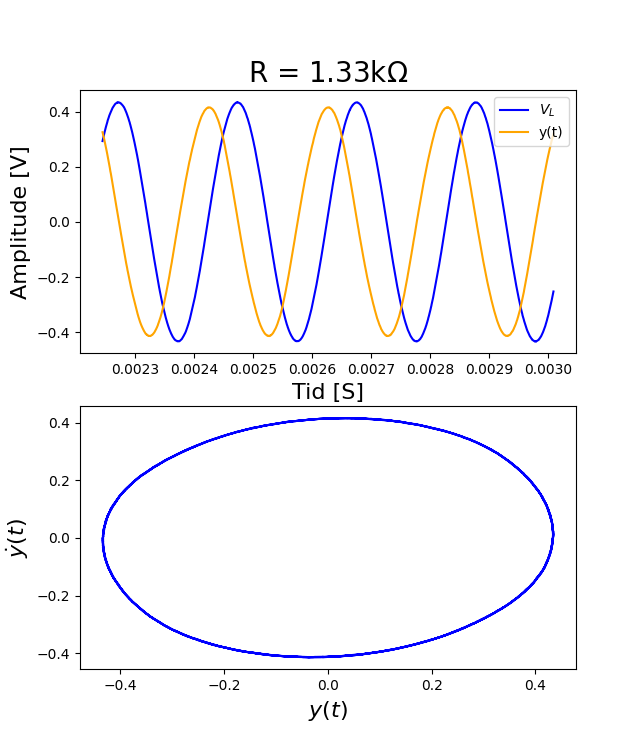 R = 1.33kΩ
Amplitude [V]
0.4
0.2
0.0
−0.2
−0.4
V_L
y(t)
0.0023 0.0024 0.0025 0.0026 0.0027 0.0028 0.0029 0.0030
Tid [S]
ẏ(t)
0.4
0.2
0.0
−0.2
−0.4
−0.4 −0.2 0.0 0.2 0.4
y(t)